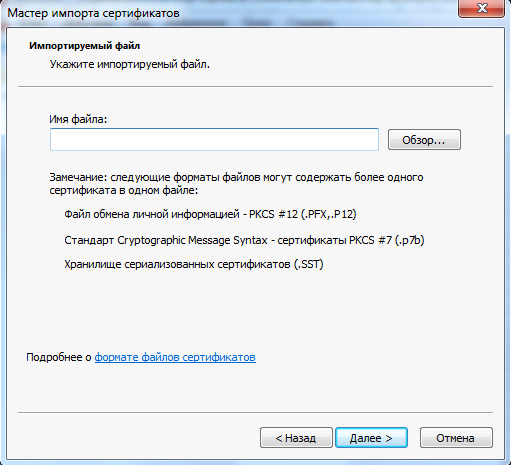 Мастер импорта сертификатов
Импортируемый файл
Укажите импортируемый файл.
Имя файла:
Обзор...
Замечание: следующие форматы файлов могут содержать более одного
сертификата в одном файле:
Файл обмена личной информацией - PKCS #12 (.PFX,.P12)
Стандарт Cryptographic Message Syntax - сертификаты PKCS #7 (.p7b)
Хранилище сериализованных сертификатов (.SST)
Подробнее о формате файлов сертификатов
< Назад
Далее >
Отмена